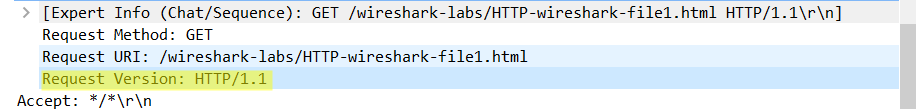 [Expert Info (Chat/Sequence): GET /wireshark-labs/HTTP-wireshark-file1.html HTTP/1.1\r\n]
Request Method: GET
Request URI: /wireshark-labs/HTTP-wireshark-file1.html
Request Version: HTTP/1.1
Accept: */*\r\n